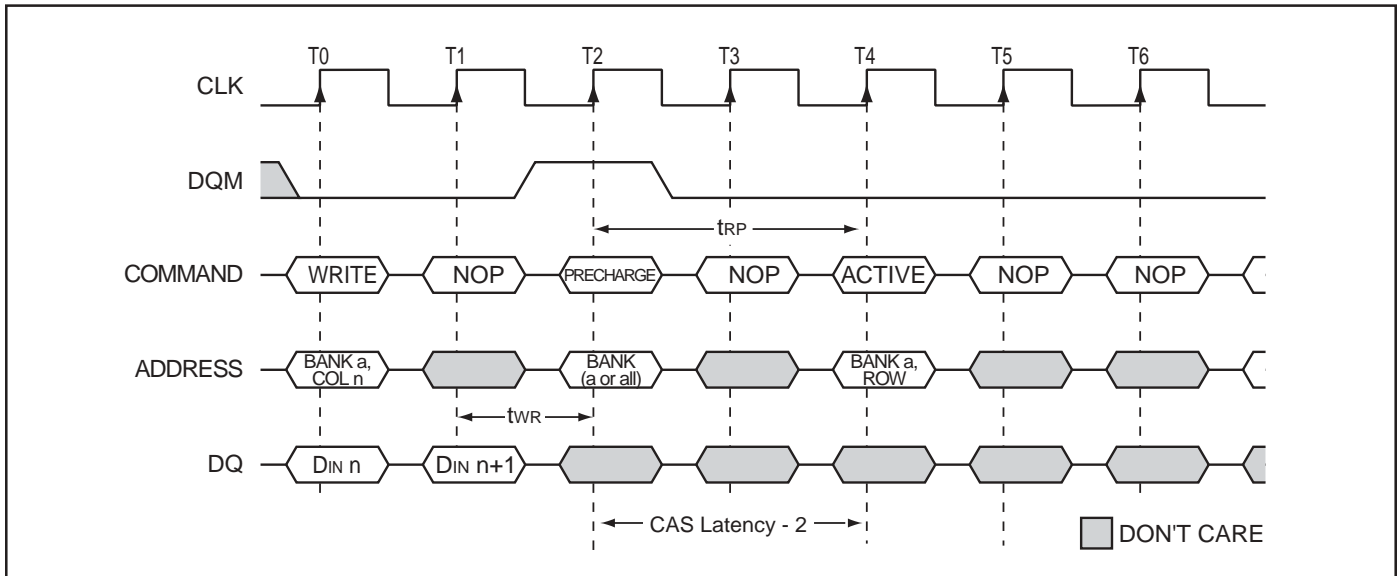 T0 T1 T2 T3 T4 T5 T6
CLK
DQM
tRP
COMMAND WRITE NOP PRECHARGE NOP ACTIVE NOP NOP
ADDRESS
BANK a,
COL n
BANK
(a or all)
BANK a,
ROW
tWR
DQ DIN n DIN n+1
CAS Latency - 2
DON'T CARE